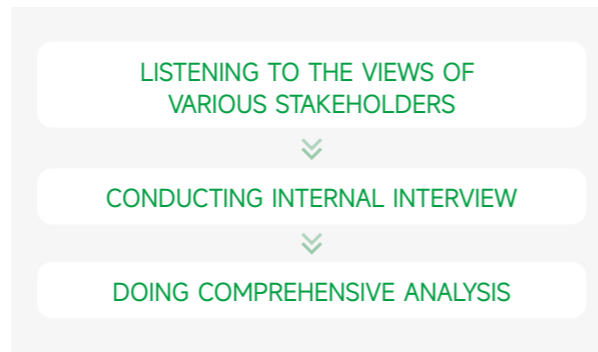 LISTENING TO THE VIEWS OF
VARIOUS STAKEHOLDERS
CONDUCTING INTERNAL INTERVIEW
DOING COMPREHENSIVE ANALYSIS